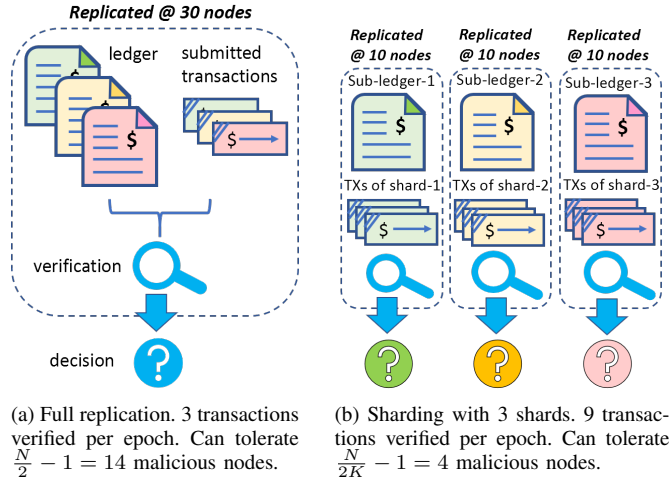 Replicated @ 30 nodes
ledger
submitted
transactions
$
$
$
$
verification
decision
?
(a) Full replication. 3 transactions
verified per epoch. Can tolerate
N/2 − 1 = 14 malicious nodes.
Replicated
@ 10 nodes
Sub-ledger-1
$
TXs of shard-1
$
?
Replicated
@ 10 nodes
Sub-ledger-2
$
TXs of shard-2
$
?
Replicated
@ 10 nodes
Sub-ledger-3
$
TXs of shard-3
$
?
(b) Sharding with 3 shards. 9 transac-
tions verified per epoch. Can tolerate
N/2K − 1 = 4 malicious nodes.